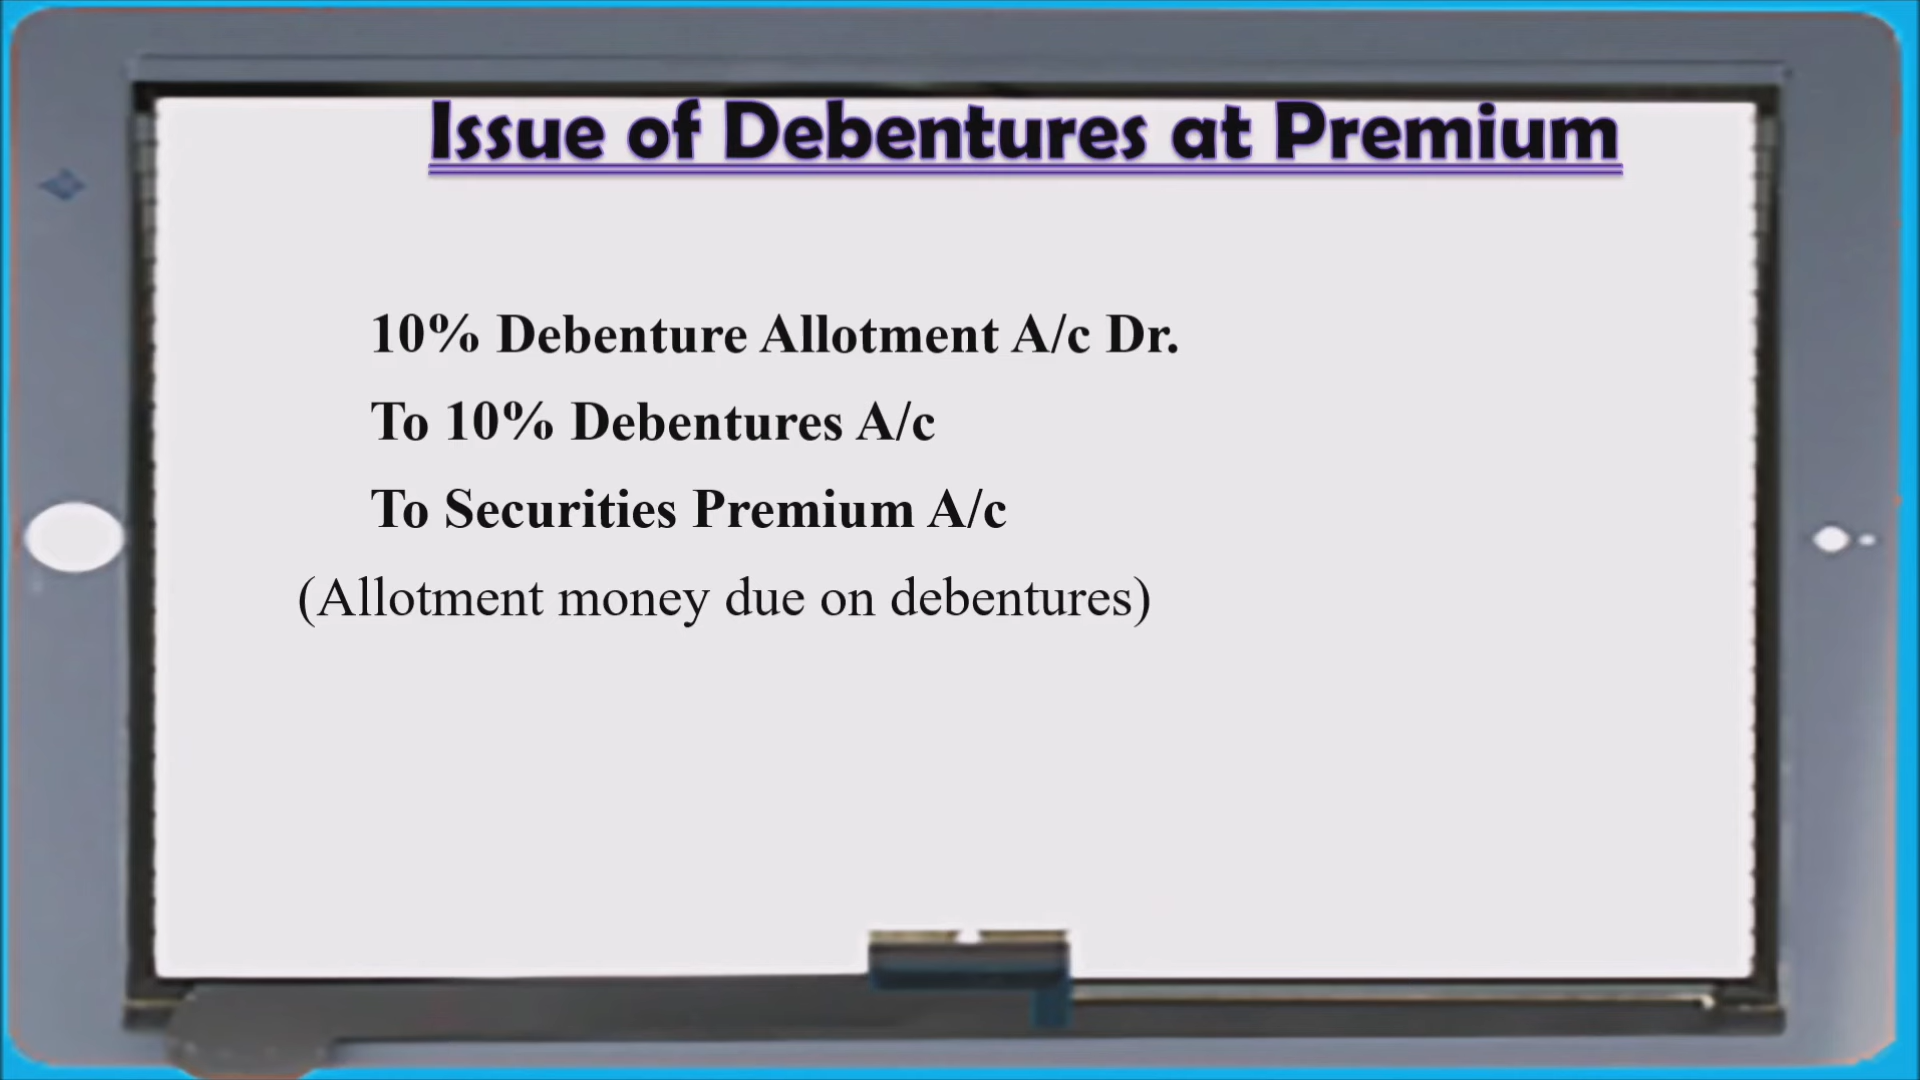 Issue of Debentures at Premium
10% Debenture Allotment A/c Dr.
To 10% Debentures A/c
To Securities Premium A/c
(Allotment money due on debentures)